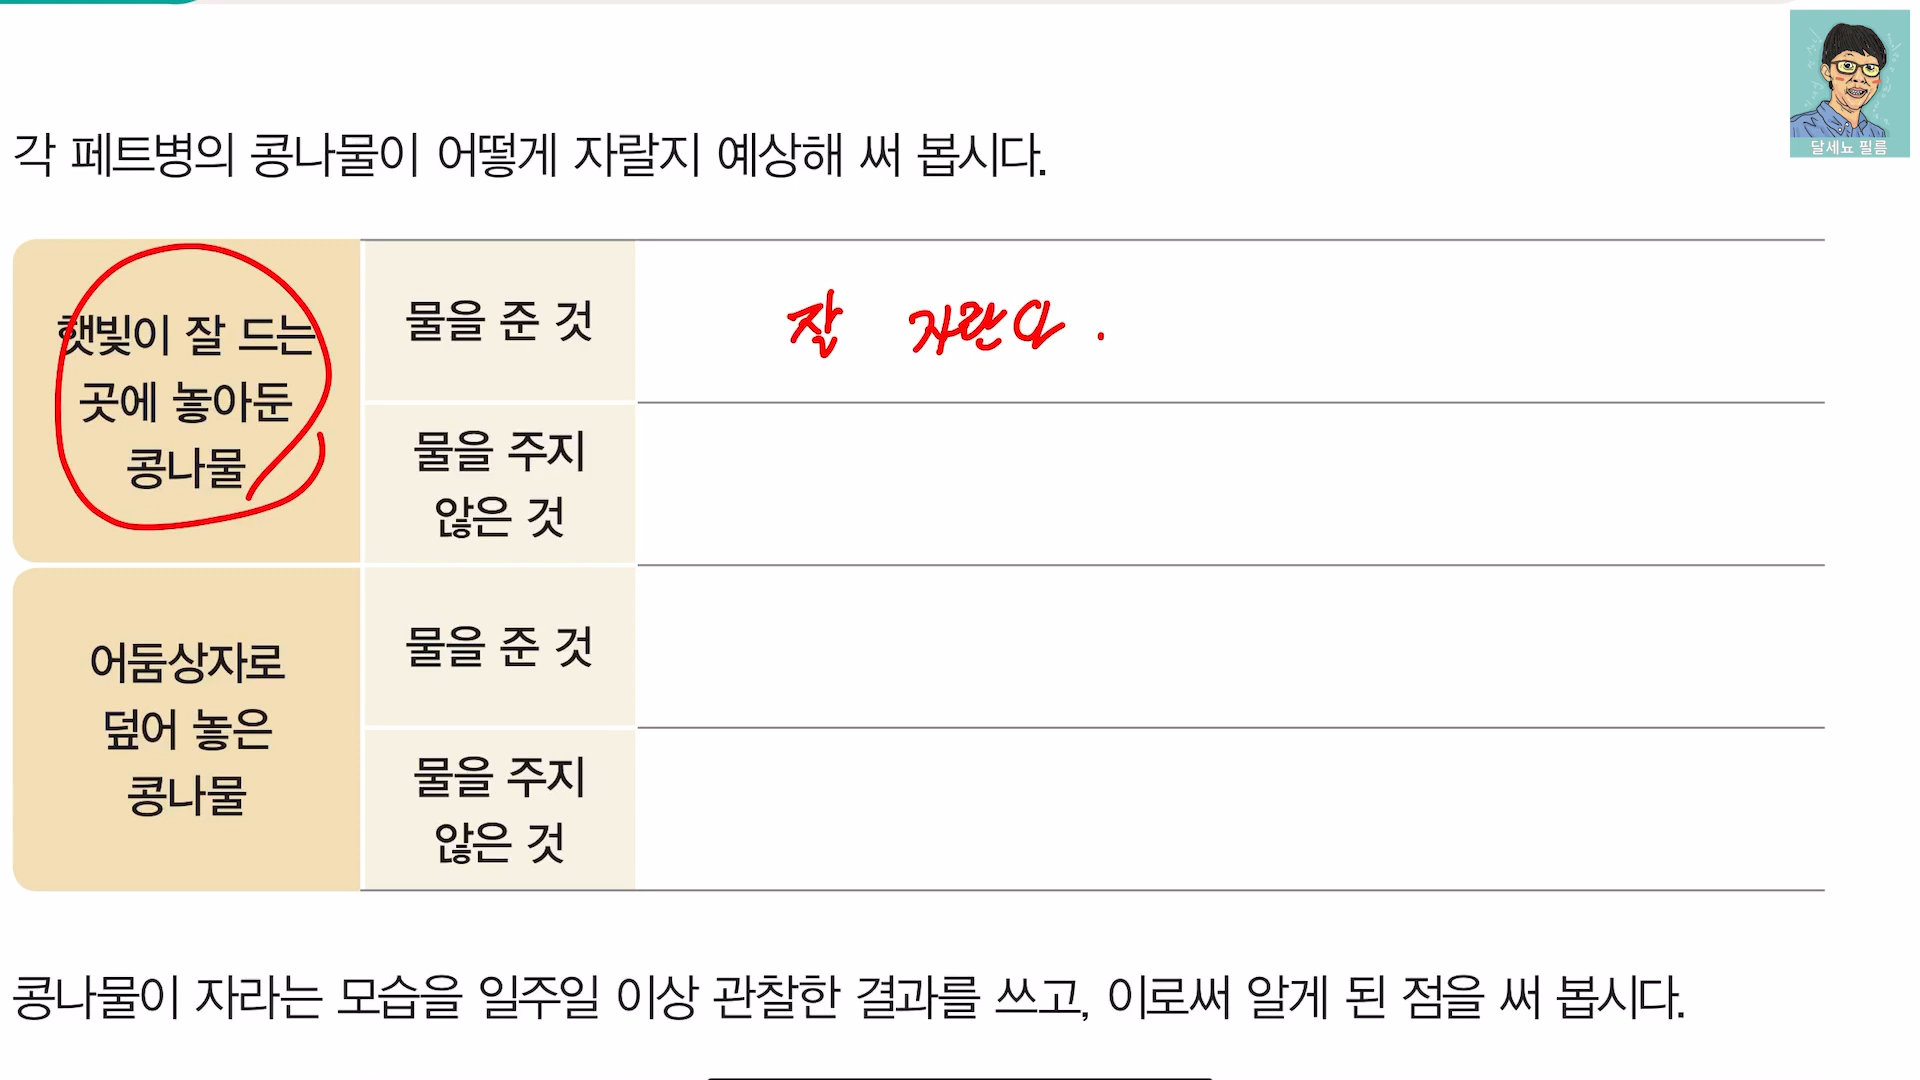 달세뇨 필름
각 페트병의 콩나물이 어떻게 자랄지 예상해 써 봅시다.
햇빛이 잘 드는
곳에 놓아둔
콩나물
물을 준 것
잘 자란다.
물을 주지
않은 것
어둠상자로
덮어 놓은
콩나물
물을 준 것
물을 주지
않은 것
콩나물이 자라는 모습을 일주일 이상 관찰한 결과를 쓰고, 이로써 알게 된 점을 써 봅시다.